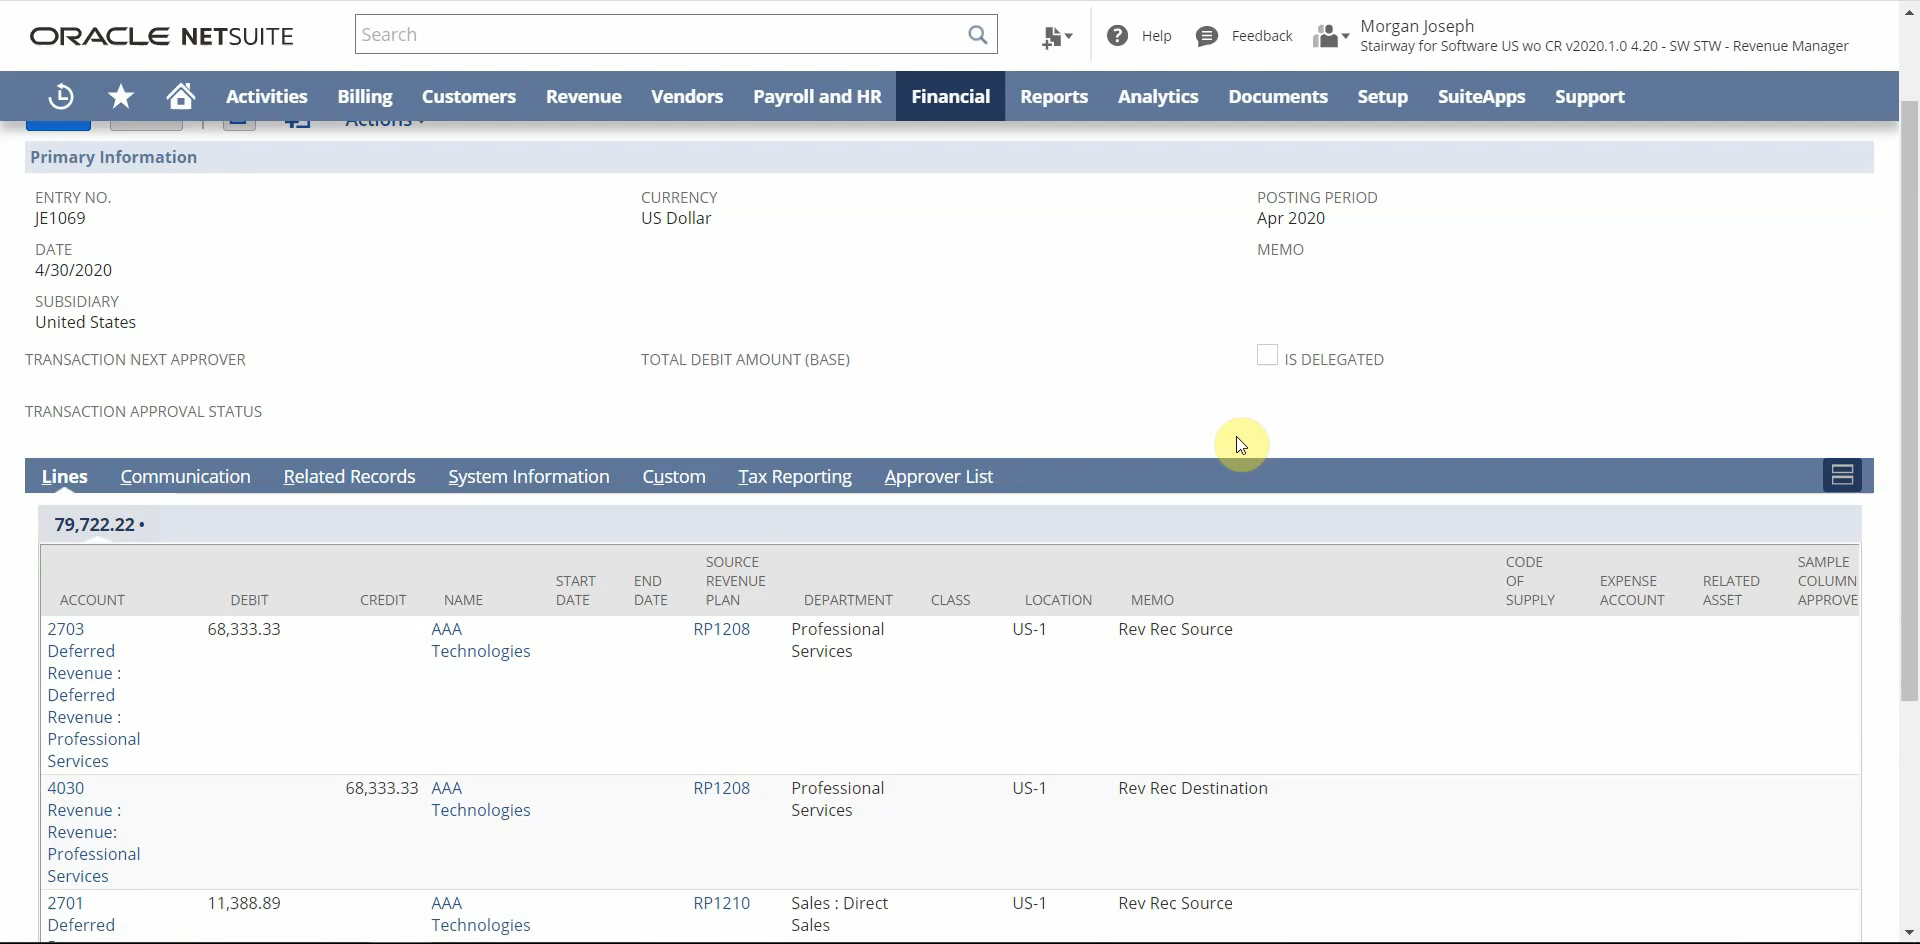 ORACLE NETSUITE
Search
Help
Feedback
Morgan Joseph
Stairway for Software US wo CR v2020.1.0 4.20 - SW STW - Revenue Manager
Activities Billing Customers Revenue Vendors Payroll and HR Financial Reports Analytics Documents Setup SuiteApps Support
Actions
Primary Information
ENTRY NO.
JE1069
DATE
4/30/2020
SUBSIDIARY
United States
CURRENCY
US Dollar
POSTING PERIOD
Apr 2020
MEMO
TRANSACTION NEXT APPROVER
TOTAL DEBIT AMOUNT (BASE)
IS DELEGATED
TRANSACTION APPROVAL STATUS
Lines Communication Related Records System Information Custom Tax Reporting Approver List
79,722.22 •
ACCOUNT DEBIT CREDIT NAME START DATE END DATE SOURCE REVENUE PLAN DEPARTMENT CLASS LOCATION MEMO CODE OF SUPPLY EXPENSE ACCOUNT RELATED ASSET SAMPLE COLUMN APPROVE
2703 68,333.33 AAA RP1208 Professional US-1 Rev Rec Source
Deferred Technologies Services
Revenue :
Deferred
Revenue :
Professional
Services
4030 68,333.33 AAA RP1208 Professional US-1 Rev Rec Destination
Revenue : Technologies Services
Revenue:
Professional
Services
2701 11,388.89 AAA RP1210 Sales : Direct US-1 Rev Rec Source
Deferred Technologies Sales